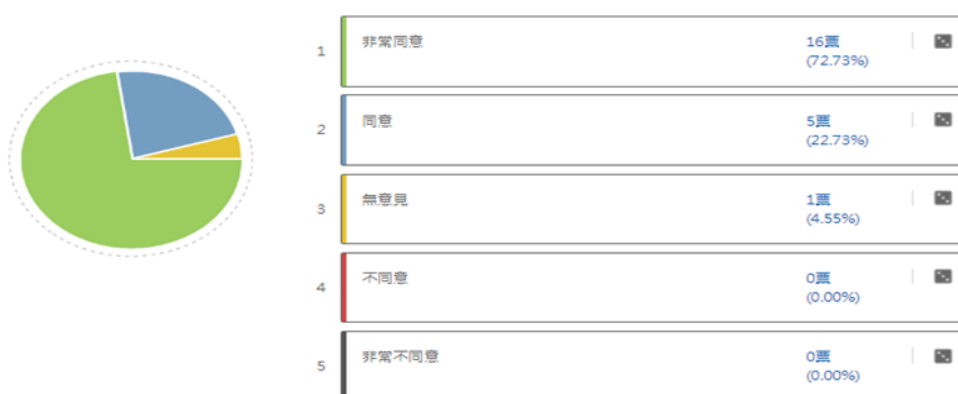 1
非常同意
16票
(72.73%)
2
同意
5票
(22.73%)
3
無意見
1票
(4.55%)
4
不同意
0票
(0.00%)
5
非常不同意
0票
(0.00%)